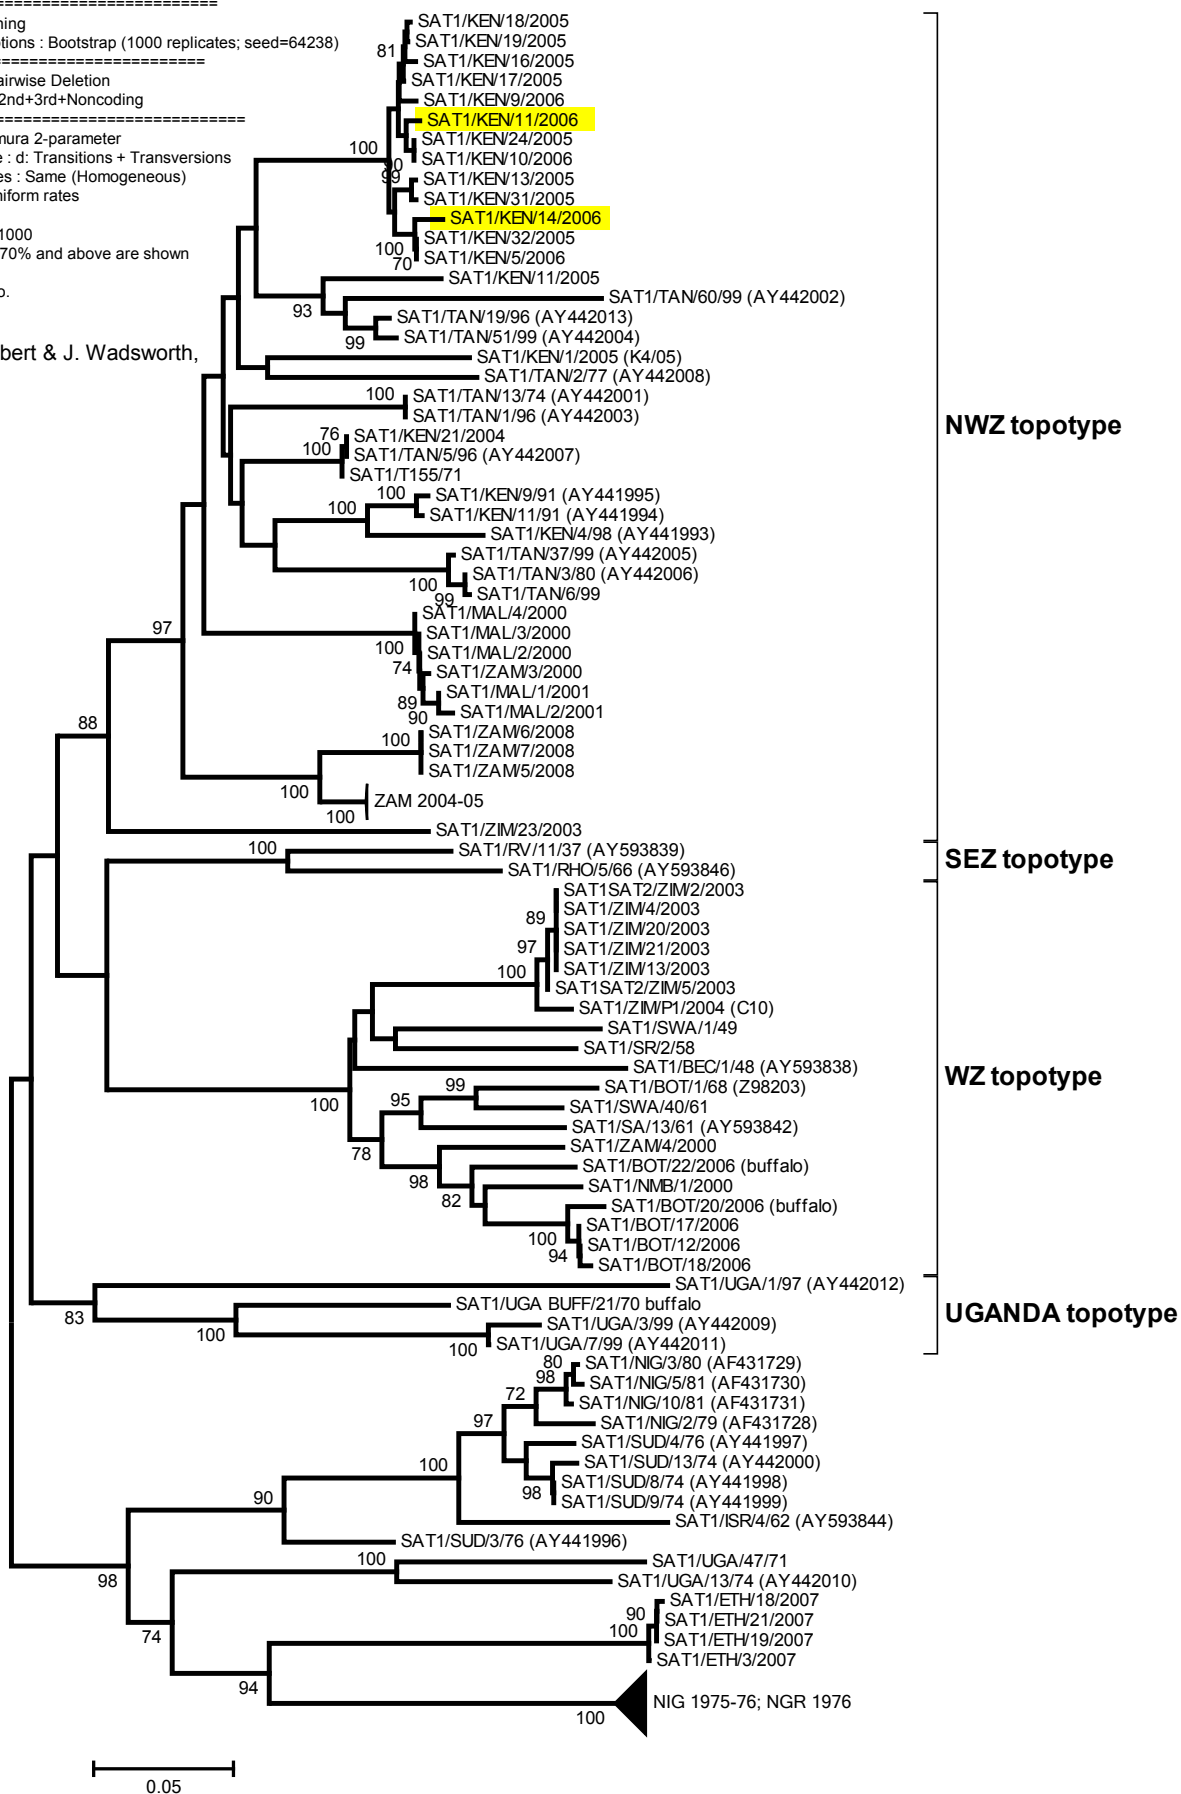 ========================
ning
tions : Bootstrap (1000 replicates; seed=64238)
=======================
airwise Deletion
2nd+3rd+Noncoding
===========================
mura 2-parameter
e : d: Transitions + Transversions
es : Same (Homogeneous)
niform rates
1000
70% and above are shown
o.
bert & J. Wadsworth,
SAT1/KEN/18/2005
SAT1/KEN/19/2005
81
SAT1/KEN/16/2005
SAT1/KEN/17/2005
SAT1/KEN/9/2006
SAT1/KEN/11/2006
SAT1/KEN/24/2005
100
SAT1/KEN/10/2006
90
99
SAT1/KEN/13/2005
SAT1/KEN/31/2005
SAT1/KEN/14/2006
SAT1/KEN/32/2005
100
SAT1/KEN/5/2006
70
SAT1/KEN/11/2005
SAT1/TAN/60/99 (AY442002)
93
SAT1/TAN/19/96 (AY442013)
SAT1/TAN/51/99 (AY442004)
99
SAT1/KEN/1/2005 (K4/05)
SAT1/TAN/2/77 (AY442008)
100
SAT1/TAN/13/74 (AY442001)
SAT1/TAN/1/96 (AY442003)
NWZ topotype
76
SAT1/KEN/21/2004
100
SAT1/TAN/5/96 (AY442007)
SAT1/T155/71
100
SAT1/KEN/9/91 (AY441995)
100
SAT1/KEN/11/91 (AY441994)
SAT1/KEN/4/98 (AY441993)
SAT1/TAN/37/99 (AY442005)
SAT1/TAN/3/80 (AY442006)
100
SAT1/TAN/6/99
99
SAT1/MAL/4/2000
97
SAT1/MAL/3/2000
100
SAT1/MAL/2/2000
74
SAT1/ZAM/3/2000
SAT1/MAL/1/2001
89
SAT1/MAL/2/2001
90
88
SAT1/ZAM/6/2008
100
SAT1/ZAM/7/2008
SAT1/ZAM/5/2008
100
ZAM 2004-05
100
SAT1/ZIM/23/2003
100
SAT1/RV/11/37 (AY593839)
SEZ topotype
SAT1/RHO/5/66 (AY593846)
SAT1SAT2/ZIM/2/2003
89
SAT1/ZIM/4/2003
SAT1/ZIM/20/2003
97
SAT1/ZIM/21/2003
100
SAT1/ZIM/13/2003
SAT1SAT2/ZIM/5/2003
SAT1/ZIM/P1/2004 (C10)
SAT1/SWA/1/49
SAT1/SR/2/58
SAT1/BEC/1/48 (AY593838)
WZ topotype
99
SAT1/BOT/1/68 (Z98203)
100
95
SAT1/SWA/40/61
SAT1/SA/13/61 (AY593842)
78
SAT1/ZAM/4/2000
SAT1/BOT/22/2006 (buffalo)
98
SAT1/NMB/1/2000
82
SAT1/BOT/20/2006 (buffalo)
SAT1/BOT/17/2006
100
SAT1/BOT/12/2006
94
SAT1/BOT/18/2006
SAT1/UGA/1/97 (AY442012)
83
SAT1/UGA BUFF/21/70 buffalo
UGANDA topotype
100
SAT1/UGA/3/99 (AY442009)
SAT1/UGA/7/99 (AY442011)
100
80
SAT1/NIG/3/80 (AF431729)
98
SAT1/NIG/5/81 (AF431730)
72
SAT1/NIG/10/81 (AF431731)
97
SAT1/NIG/2/79 (AF431728)
SAT1/SUD/4/76 (AY441997)
100
SAT1/SUD/13/74 (AY442000)
SAT1/SUD/8/74 (AY441998)
98
SAT1/SUD/9/74 (AY441999)
90
SAT1/ISR/4/62 (AY593844)
SAT1/SUD/3/76 (AY441996)
100
SAT1/UGA/47/71
98
SAT1/UGA/13/74 (AY442010)
SAT1/ETH/18/2007
90
SAT1/ETH/21/2007
100
74
SAT1/ETH/19/2007
SAT1/ETH/3/2007
94
NIG 1975-76; NGR 1976
100
0.05